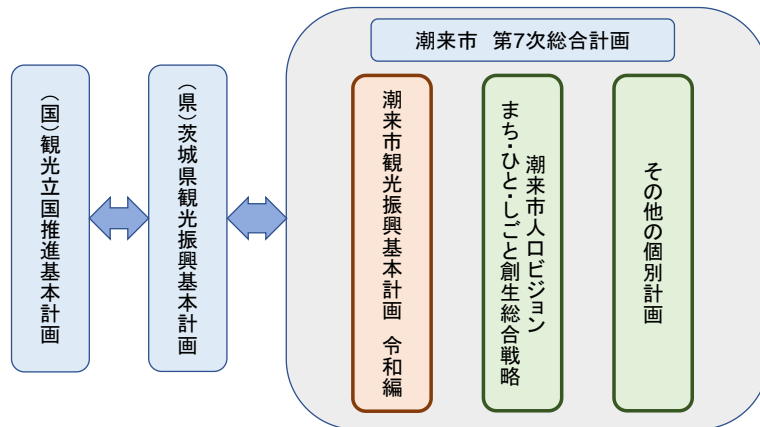 潮来市 第7次総合計画
(国)観光立国推進基本計画
(県)茨城県観光振興基本計画
潮来市観光振興基本計画 令和編
潮来市人口ビジョン
まち・ひと・しごと創生総合戦略
その他の個別計画